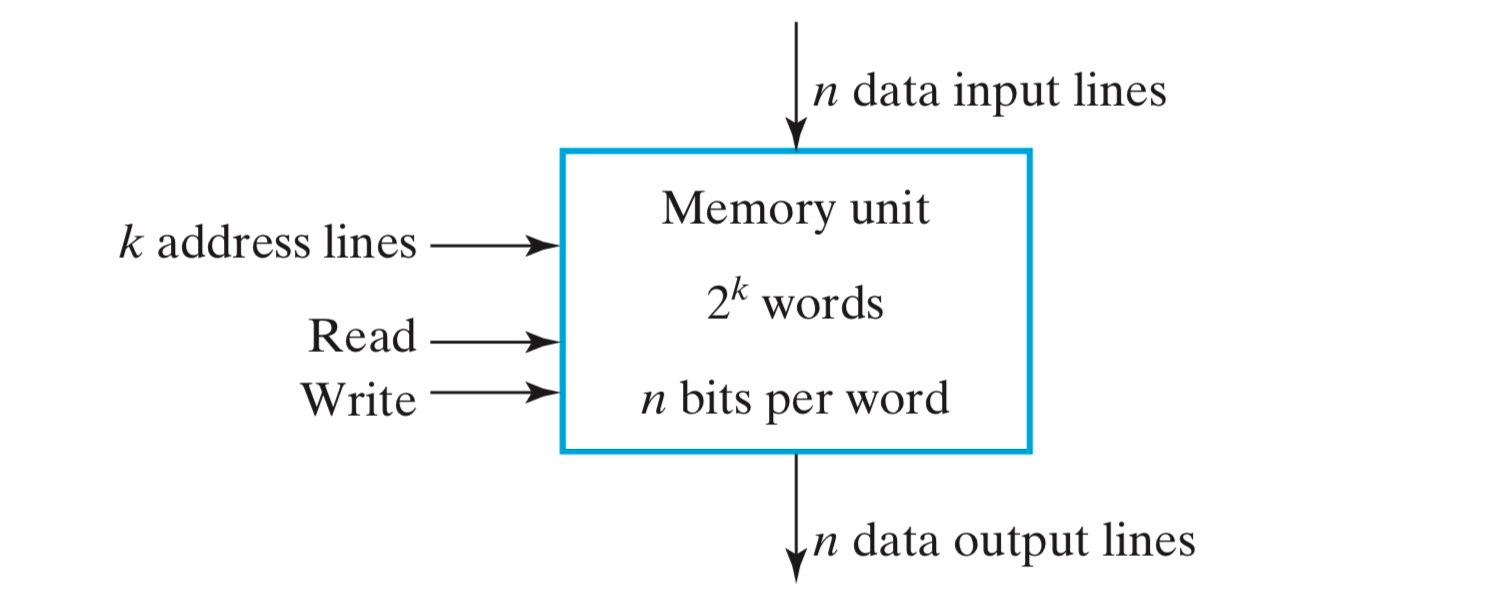 n data input lines
Memory unit
k address lines
2^k words
Read
Write
n bits per word
n data output lines